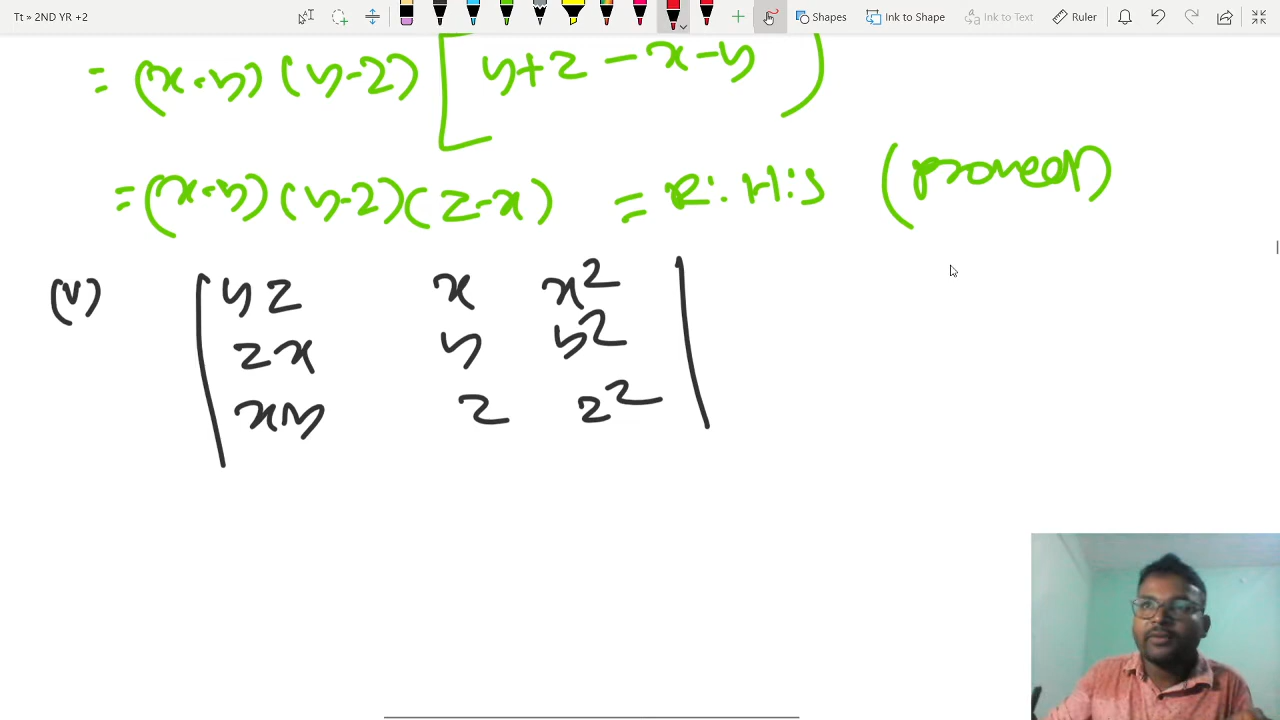 Tt » 2ND YR +2 Shapes Ink to Shape Ink to Text Ruler
= (x-y) (y-z) [ y+z-x-y )
= (x-y) (y-z) (z-x) = R.H.S (proved)
(v) | yz x x² |
| zx y y² |
| xy z z² |